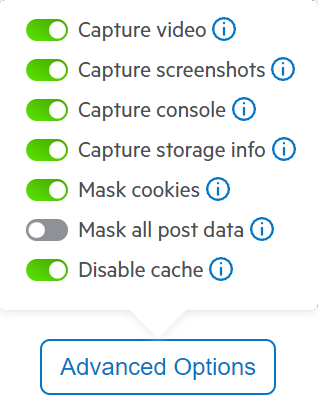 Capture video
Capture screenshots
Capture console
Capture storage info
Mask cookies
Mask all post data
Disable cache
Advanced Options